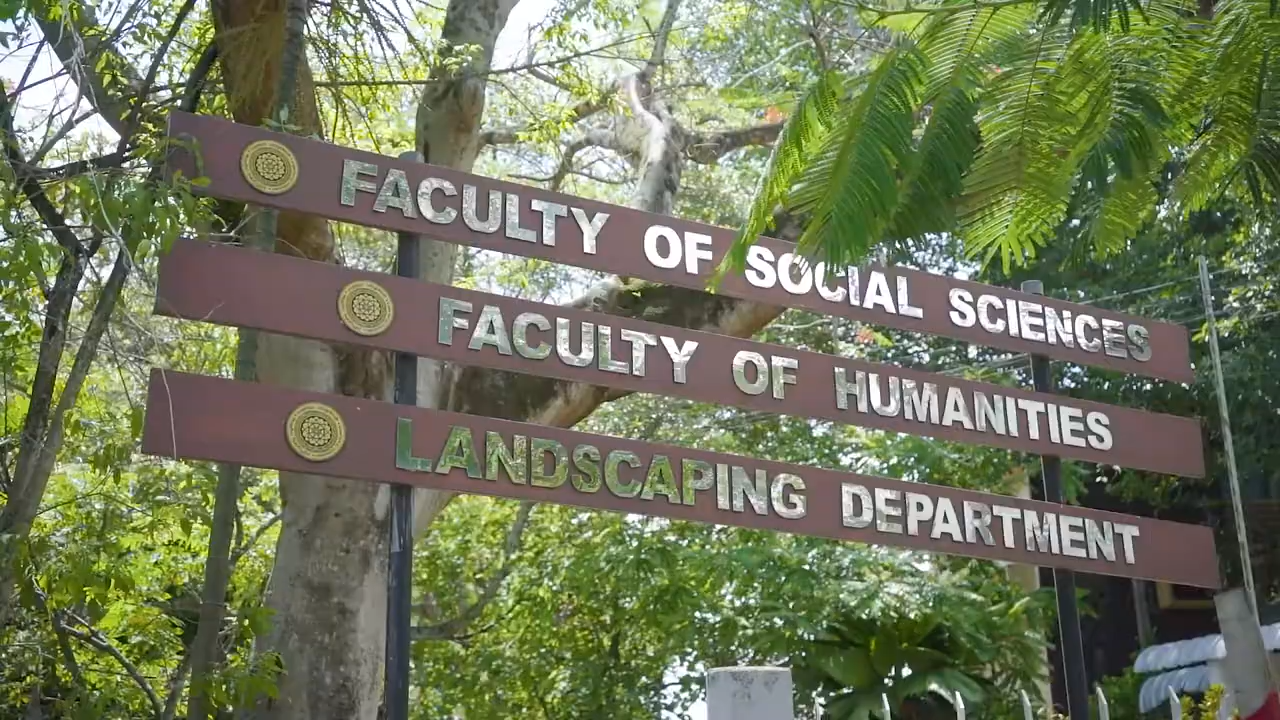 FACULTY OF SOCIAL SCIENCES
FACULTY OF HUMANITIES
LANDSCAPING DEPARTMENT